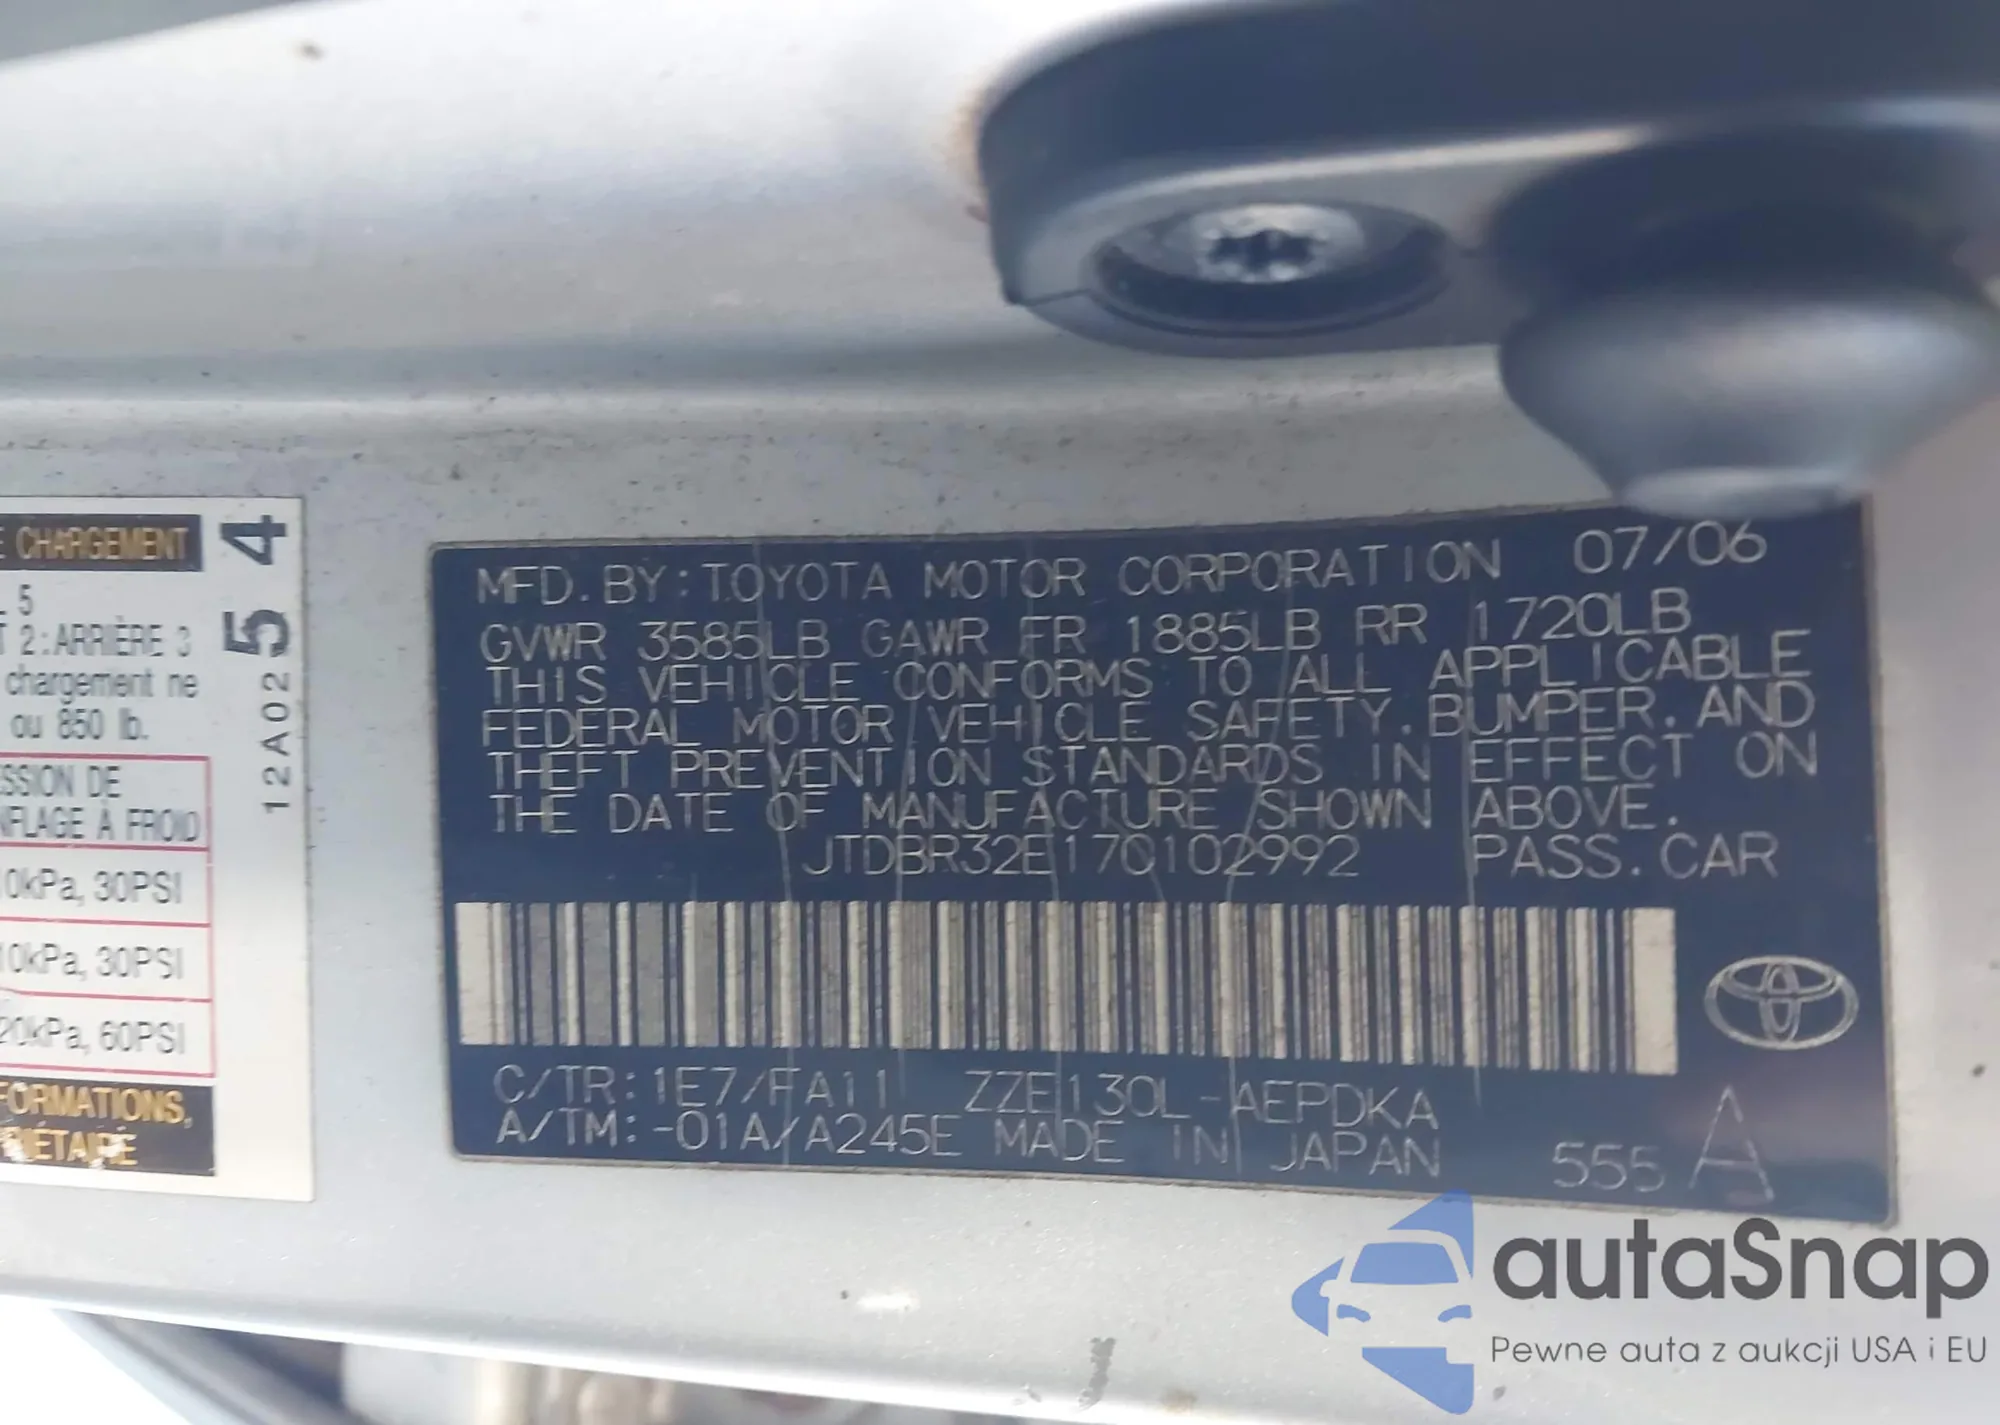 E CHARGEMENT
5
T 2 : ARRIÈRE 3
chargement ne
ou 850 lb.
ESSION DE
NFLAGE À FROID
10kPa, 30PSI
10kPa, 30PSI
20kPa, 60PSI
FORMATIONS,
RIÉTAIRE
54
12A02
MFD. BY: TOYOTA MOTOR CORPORATION 07/06
GVWR 3585LB GAWR FR 1885LB RR 1720LB
THIS VEHICLE CONFORMS TO ALL APPLICABLE
FEDERAL MOTOR VEHICLE SAFETY, BUMPER, AND
THEFT PREVENTION STANDARDS IN EFFECT ON
THE DATE OF MANUFACTURE SHOWN ABOVE.
JTDBR32E170102992 PASS. CAR
C/TR: 1E7/FA11 ZZE130L-AEPDKA
A/TM: -01A/A245E MADE IN JAPAN 555 A
autaSnap
Pewne auta z aukcji USA i EU